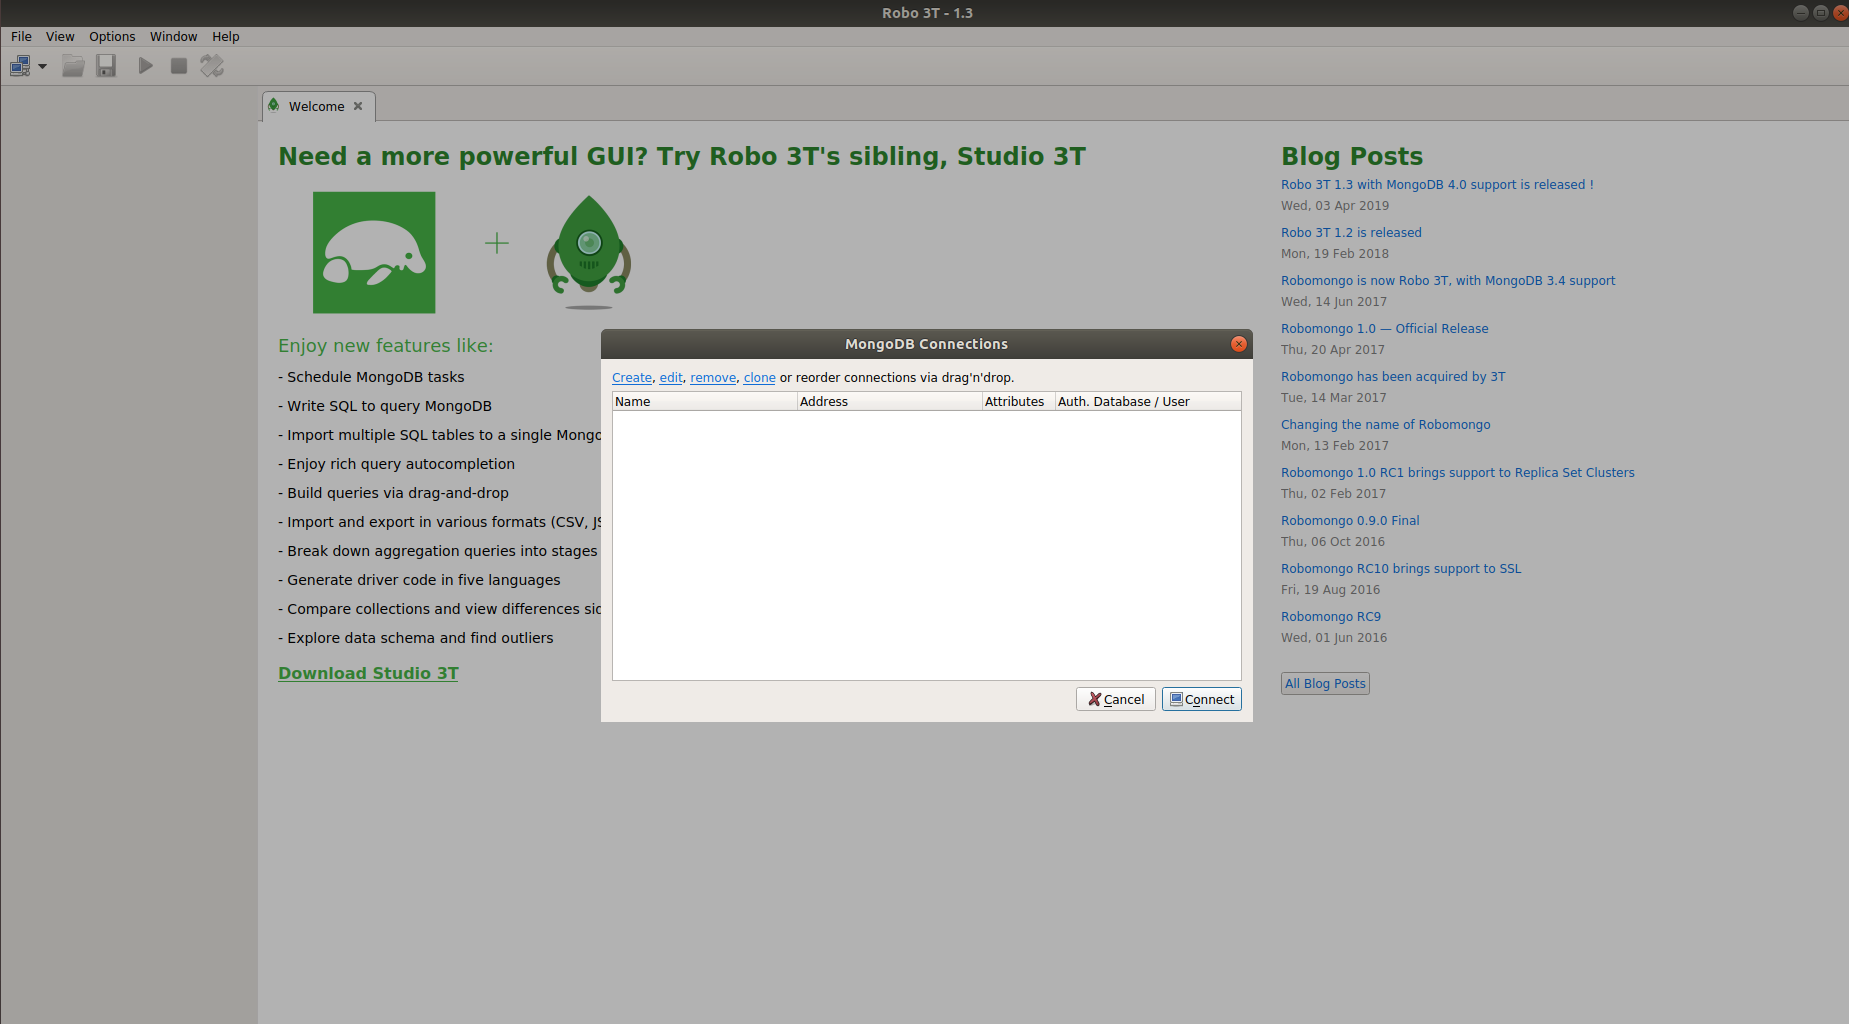 Robo 3T - 1.3
File View Options Window Help
Welcome
Need a more powerful GUI? Try Robo 3T's sibling, Studio 3T
Enjoy new features like:
- Schedule MongoDB tasks
- Write SQL to query MongoDB
- Import multiple SQL tables to a single Mongo
- Enjoy rich query autocompletion
- Build queries via drag-and-drop
- Import and export in various formats (CSV, JS
- Break down aggregation queries into stages
- Generate driver code in five languages
- Compare collections and view differences sid
- Explore data schema and find outliers
Download Studio 3T
MongoDB Connections
Create, edit, remove, clone or reorder connections via drag'n'drop.
Name Address Attributes Auth. Database / User
Cancel Connect
Blog Posts
Robo 3T 1.3 with MongoDB 4.0 support is released !
Wed, 03 Apr 2019
Robo 3T 1.2 is released
Mon, 19 Feb 2018
Robomongo is now Robo 3T, with MongoDB 3.4 support
Wed, 14 Jun 2017
Robomongo 1.0 — Official Release
Thu, 20 Apr 2017
Robomongo has been acquired by 3T
Tue, 14 Mar 2017
Changing the name of Robomongo
Mon, 13 Feb 2017
Robomongo 1.0 RC1 brings support to Replica Set Clusters
Thu, 02 Feb 2017
Robomongo 0.9.0 Final
Thu, 06 Oct 2016
Robomongo RC10 brings support to SSL
Fri, 19 Aug 2016
Robomongo RC9
Wed, 01 Jun 2016
All Blog Posts